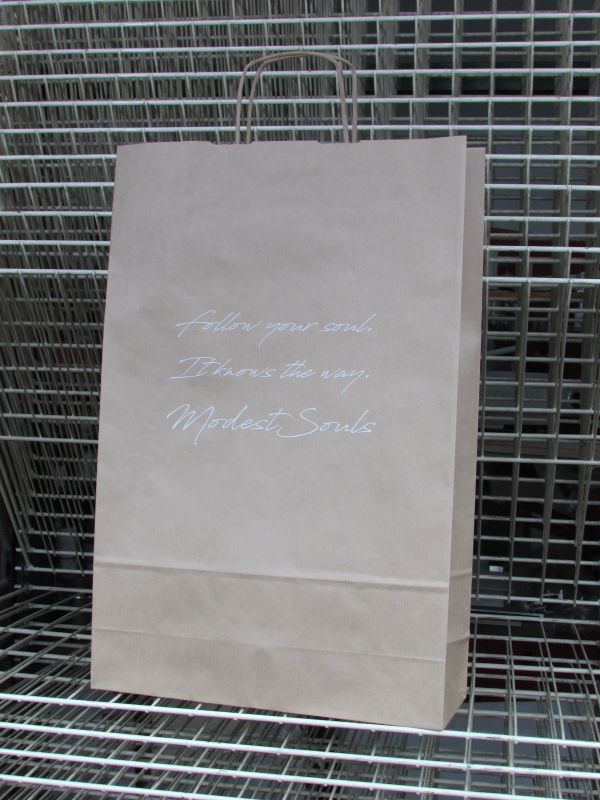 Follow your soul.
It knows the way.
Modest Souls